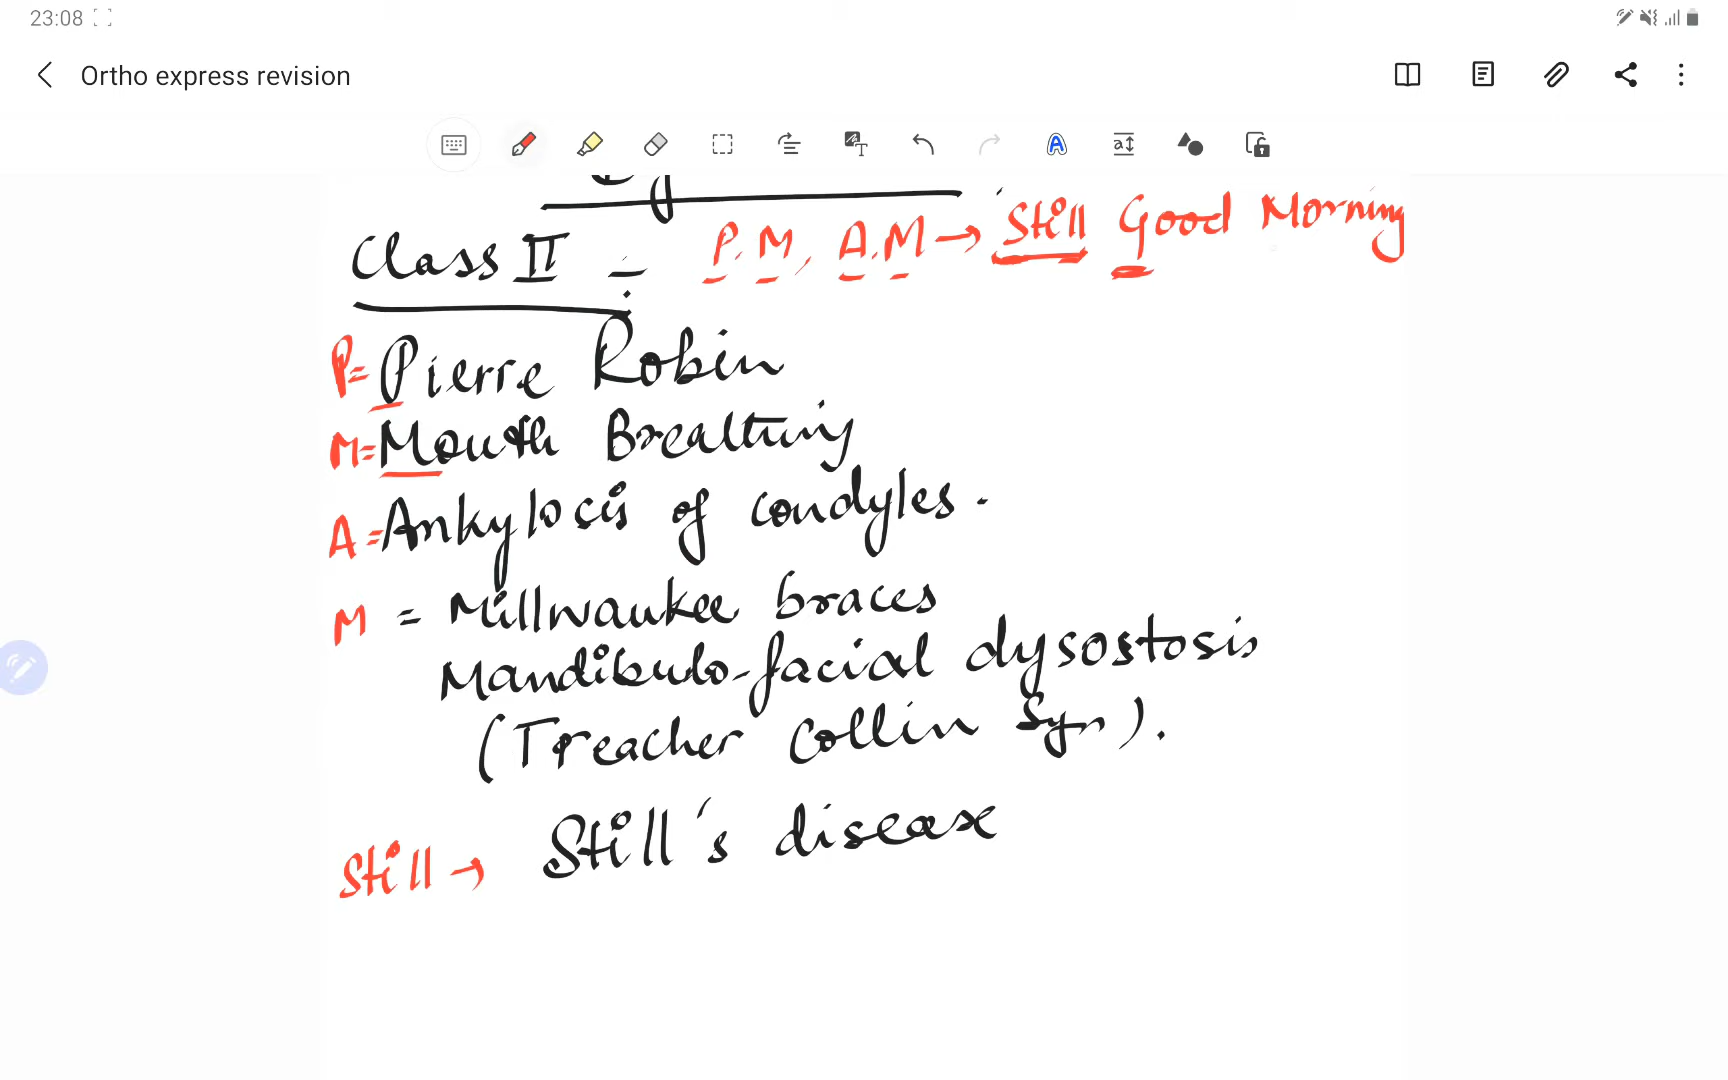 23:08
Ortho express revision
Class II :- P.M, A.M → Still Good Morning
P= Pierre Robin
M= Mouth Breathing
A= Ankylosis of condyles.
M = Millwaukee braces
Mandibulo-facial dysostosis
(Treacher Collin Syn).
Still → Still's disease